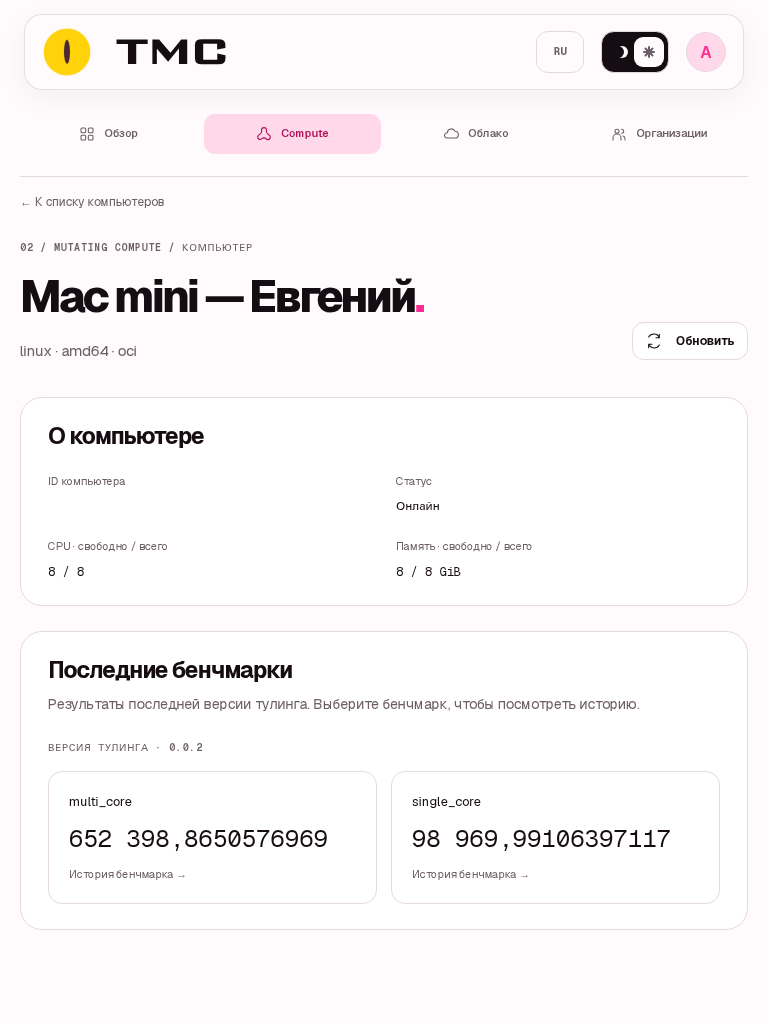 TMC
RU
A
Обзор
Compute
Облако
Организации
← К списку компьютеров
02 / MUTATING COMPUTE / КОМПЬЮТЕР
Mac mini — Евгений.
linux · amd64 · oci
Обновить
О компьютере
ID компьютера
Статус
Онлайн
CPU · свободно / всего
Память · свободно / всего
8 / 8
8 / 8 GiB
Последние бенчмарки
Результаты последней версии тулинга. Выберите бенчмарк, чтобы посмотреть историю.
ВЕРСИЯ ТУЛИНГА · 0.0.2
multi_core
652 398,8650576969
История бенчмарка →
single_core
98 969,99106397117
История бенчмарка →